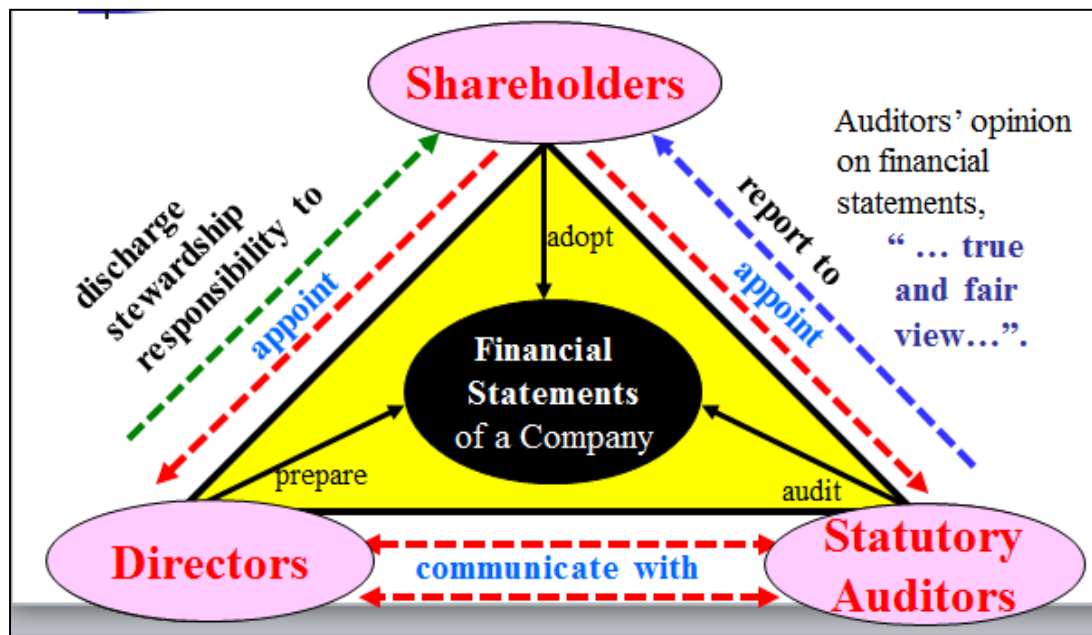 Shareholders
Auditors’ opinion
on financial
statements,
“ … true
and fair
view…”.
discharge
stewardship
responsibility to
appoint
adopt
report to
appoint
Financial
Statements
of a Company
prepare
audit
Directors
communicate with
Statutory
Auditors